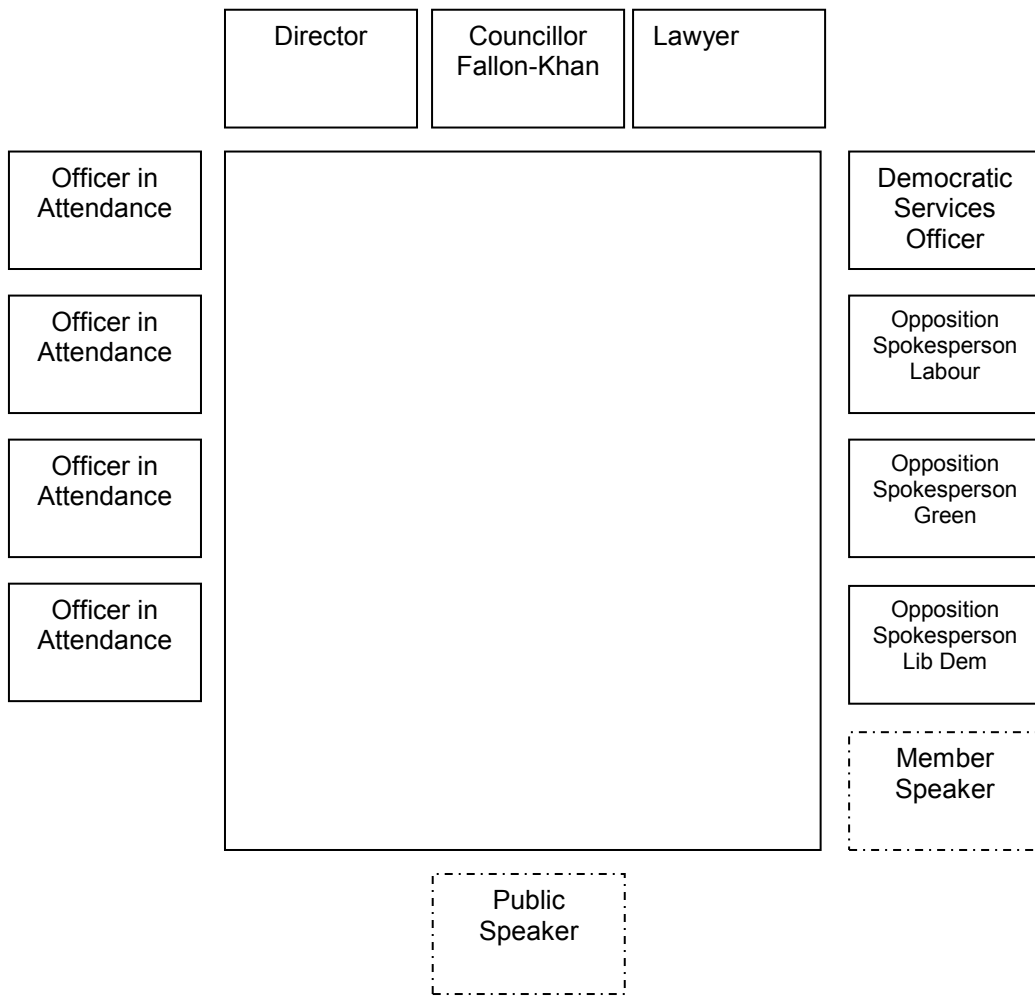 Director
Councillor
Fallon-Khan
Lawyer
Officer in
Attendance
Democratic
Services
Officer
Officer in
Attendance
Opposition
Spokesperson
Labour
Officer in
Attendance
Opposition
Spokesperson
Green
Officer in
Attendance
Opposition
Spokesperson
Lib Dem
Member
Speaker
Public
Speaker